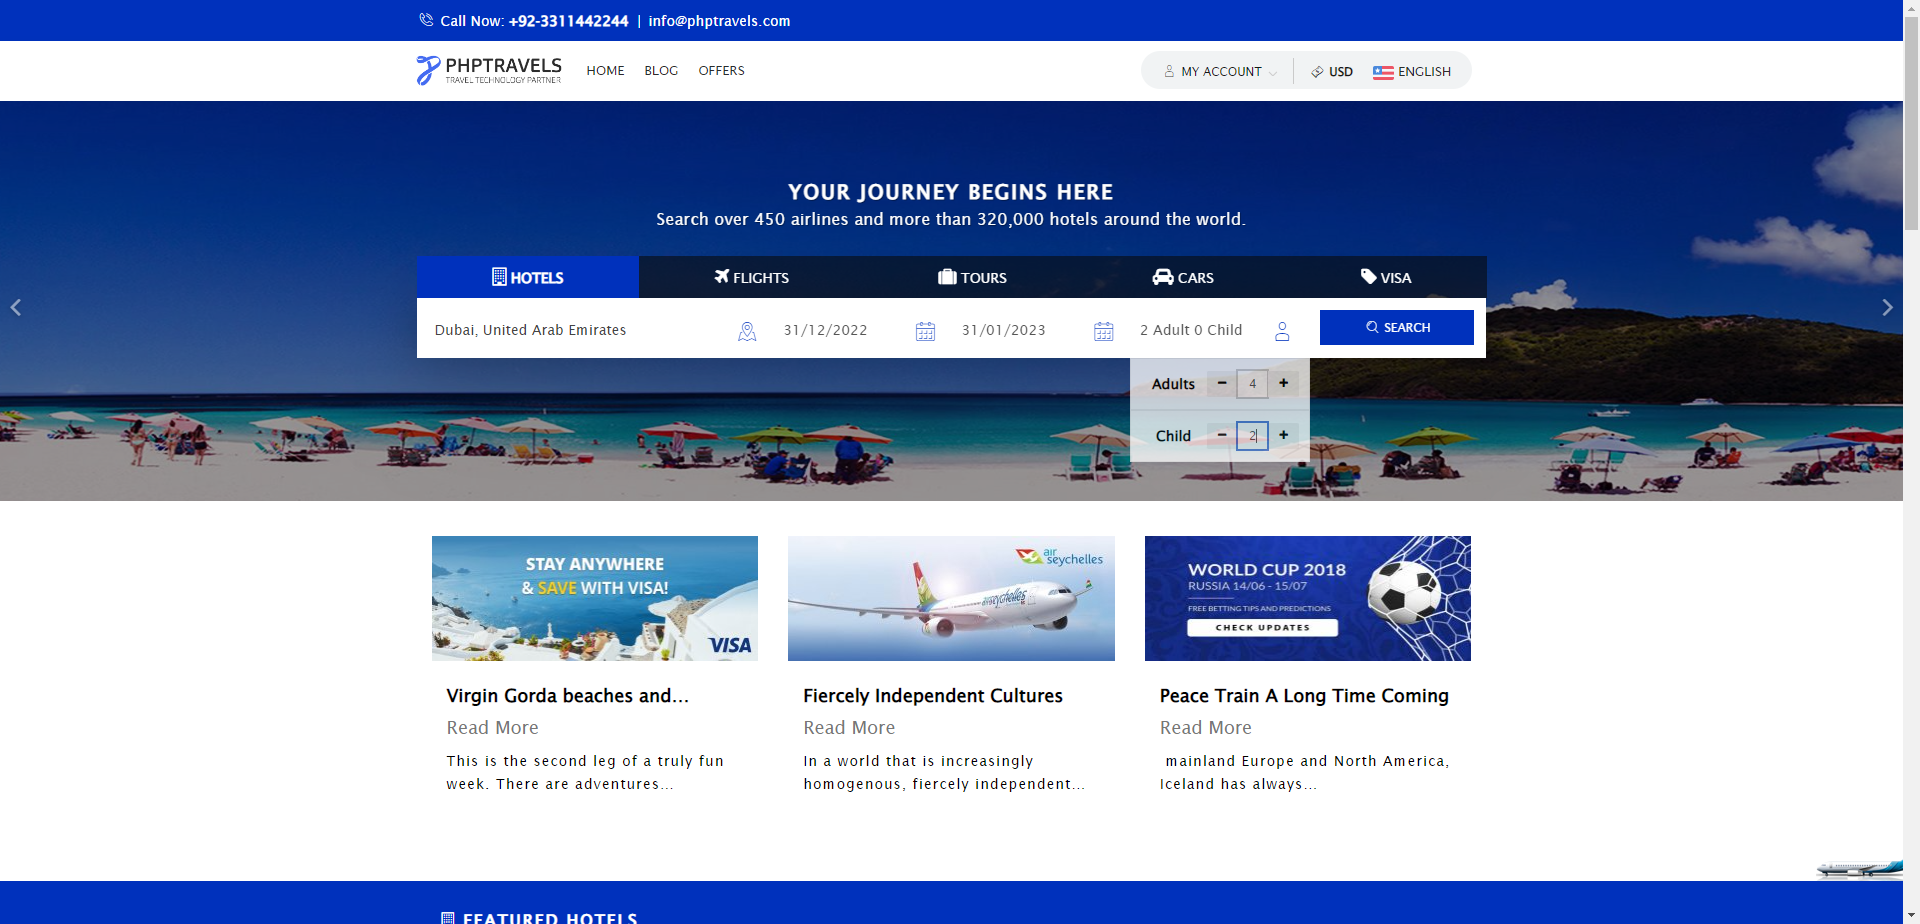 Call Now: +92-3311442244 | info@phptravels.com
PHPTRAVELS
TRAVEL TECHNOLOGY PARTNER
HOME BLOG OFFERS
MY ACCOUNT USD ENGLISH
YOUR JOURNEY BEGINS HERE
Search over 450 airlines and more than 320,000 hotels around the world.
HOTELS FLIGHTS TOURS CARS VISA
Dubai, United Arab Emirates 31/12/2022 31/01/2023 2 Adult 0 Child SEARCH
Adults - 4 +
Child - 2 +
STAY ANYWHERE
& SAVE WITH VISA!
VISA
air
seychelles
airseychelles
WORLD CUP 2018
RUSSIA 14/06 - 15/07
FREE BETTING TIPS AND PREDICTIONS
CHECK UPDATES
Virgin Gorda beaches and...
Read More
This is the second leg of a truly fun
week. There are adventures...
Fiercely Independent Cultures
Read More
In a world that is increasingly
homogenous, fiercely independent...
Peace Train A Long Time Coming
Read More
mainland Europe and North America,
Iceland has always...
FEATURED HOTELS